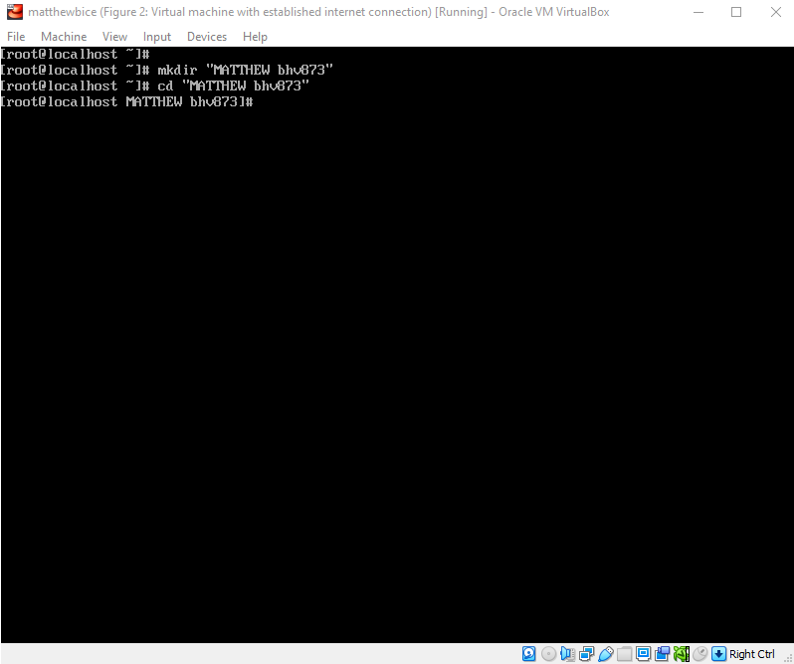 matthewbice (Figure 2: Virtual machine with established internet connection) [Running] - Oracle VM VirtualBox
File Machine View Input Devices Help
[root@localhost ~]#
[root@localhost ~]# mkdir "MATTHEW bhv873"
[root@localhost ~]# cd "MATTHEW bhv873"
[root@localhost MATTHEW bhv873]#
Right Ctrl